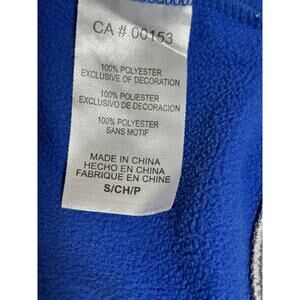 CA # 00153
100% POLYESTER
EXCLUSIVE OF DECORATION
100% POLIESTER
EXCLUSIVO DE DECORACION
100% POLYESTER
SANS MOTIF
MADE IN CHINA
HECHO EN CHINA
FABRIQUE EN CHINE
S/CH/P